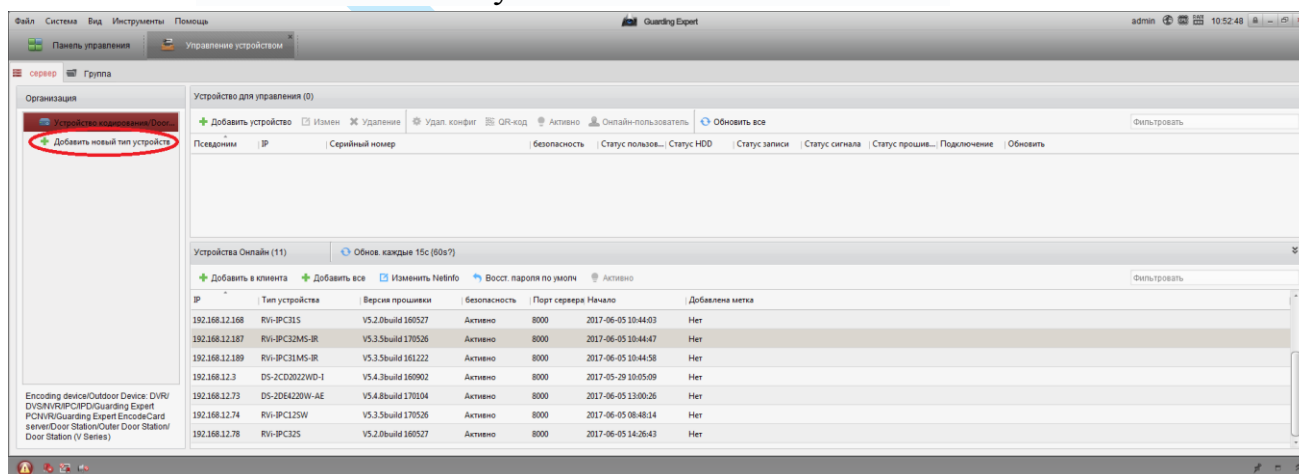 Файл Система Вид Инструменты Помощь Guarding Expert admin 10:52:48
Панель управления Управление устройством
сервер Группа
Организация Устройство для управления (0)
Устройство кодирования/Door... Добавить устройство Измен Удаление Удал. конфиг QR-код Активно Онлайн-пользователь Обновить все Фильтровать
Добавить новый тип устройств Псевдоним IP Серийный номер безопасность Статус пользов... Статус HDD Статус записи Статус сигнала Статус прошив... Подключение Обновить
Устройства Онлайн (11) Обнов. каждые 15с (60s?)
Добавить в клиента Добавить все Изменить Netinfo Восст. пароля по умолч Активно Фильтровать
IP Тип устройства Версия прошивки безопасность Порт сервера Начало Добавлена метка
192.168.12.168 RVi-IPC31S V5.2.0build 160527 Активно 8000 2017-06-05 10:44:03 Нет
192.168.12.187 RVi-IPC32MS-IR V5.3.5build 170526 Активно 8000 2017-06-05 10:44:47 Нет
192.168.12.189 RVi-IPC31MS-IR V5.3.5build 161222 Активно 8000 2017-06-05 10:44:58 Нет
192.168.12.3 DS-2CD2022WD-I V5.4.3build 160902 Активно 8000 2017-05-29 10:05:09 Нет
192.168.12.73 DS-2DE4220W-AE V5.4.8build 170104 Активно 8000 2017-06-05 13:00:26 Нет
192.168.12.74 RVi-IPC12SW V5.3.5build 170526 Активно 8000 2017-06-05 08:48:14 Нет
192.168.12.78 RVi-IPC32S V5.2.0build 160527 Активно 8000 2017-06-05 14:26:43 Нет
Encoding device/Outdoor Device: DVR/
DVS/NVR/IPC/IPD/Guarding Expert
PCNVR/Guarding Expert EncodeCard
server/Door Station/Outer Door Station/
Door Station (V Series)